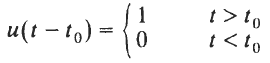 u(t − t₀) = { 1 t > t₀
0 t < t₀